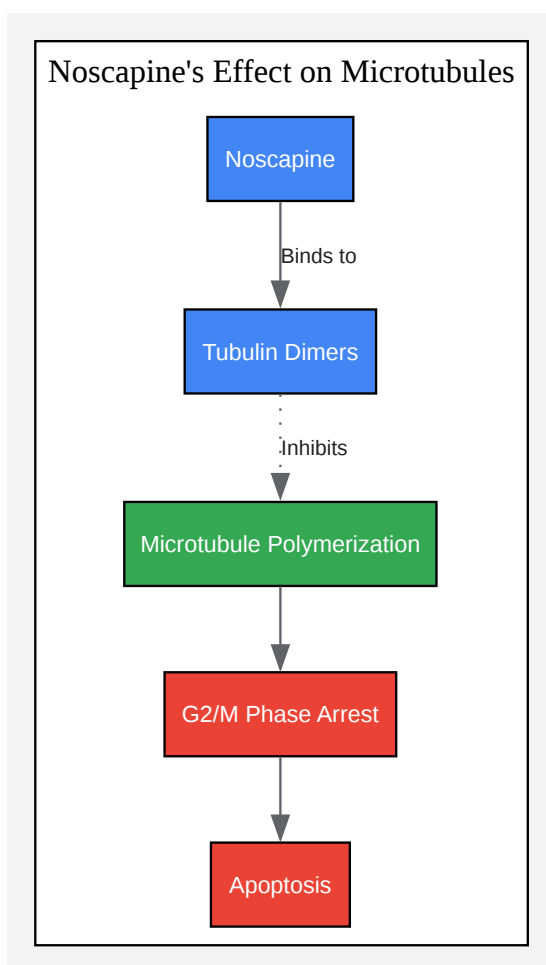 Noscapine's Effect on Microtubules
Noscapine
Binds to
Tubulin Dimers
Inhibits
Microtubule Polymerization
G2/M Phase Arrest
Apoptosis